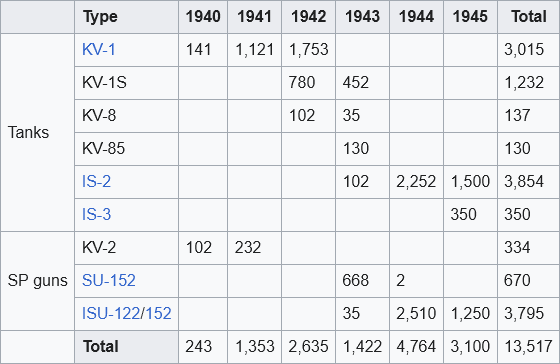 Type 1940 1941 1942 1943 1944 1945 Total
Tanks
KV-1 141 1,121 1,753 3,015
KV-1S 780 452 1,232
KV-8 102 35 137
KV-85 130 130
IS-2 102 2,252 1,500 3,854
IS-3 350 350
SP guns
KV-2 102 232 334
SU-152 668 2 670
ISU-122/152 35 2,510 1,250 3,795
Total 243 1,353 2,635 1,422 4,764 3,100 13,517